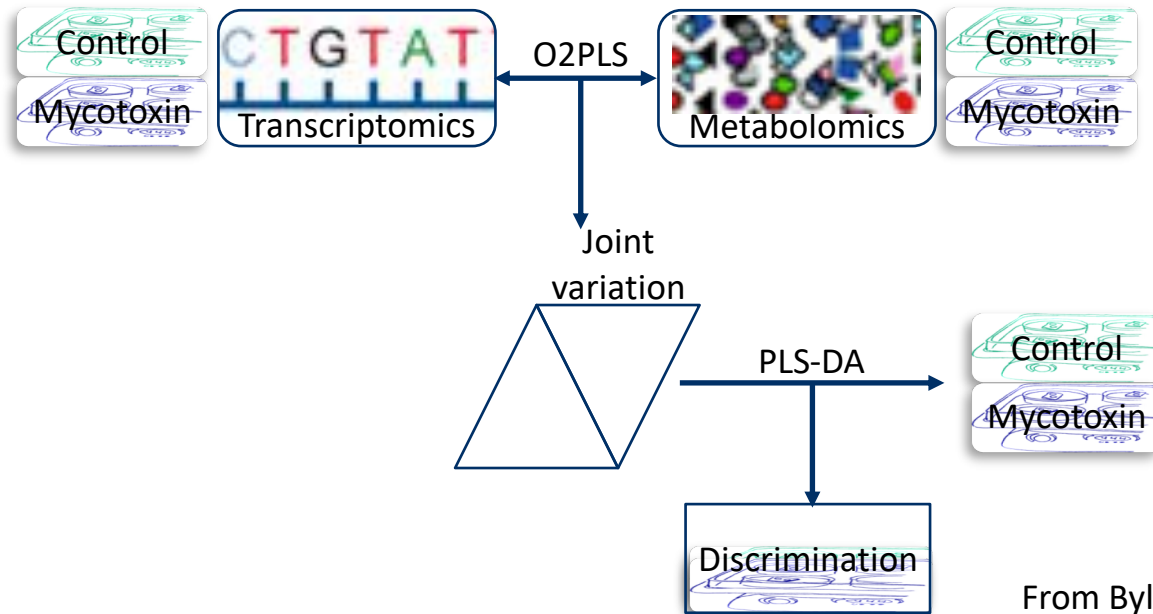 Control
Mycotoxin
CTGTAT
Transcriptomics
O2PLS
Metabolomics
Control
Mycotoxin
Joint
variation
PLS-DA
Control
Mycotoxin
Discrimination
From Byl